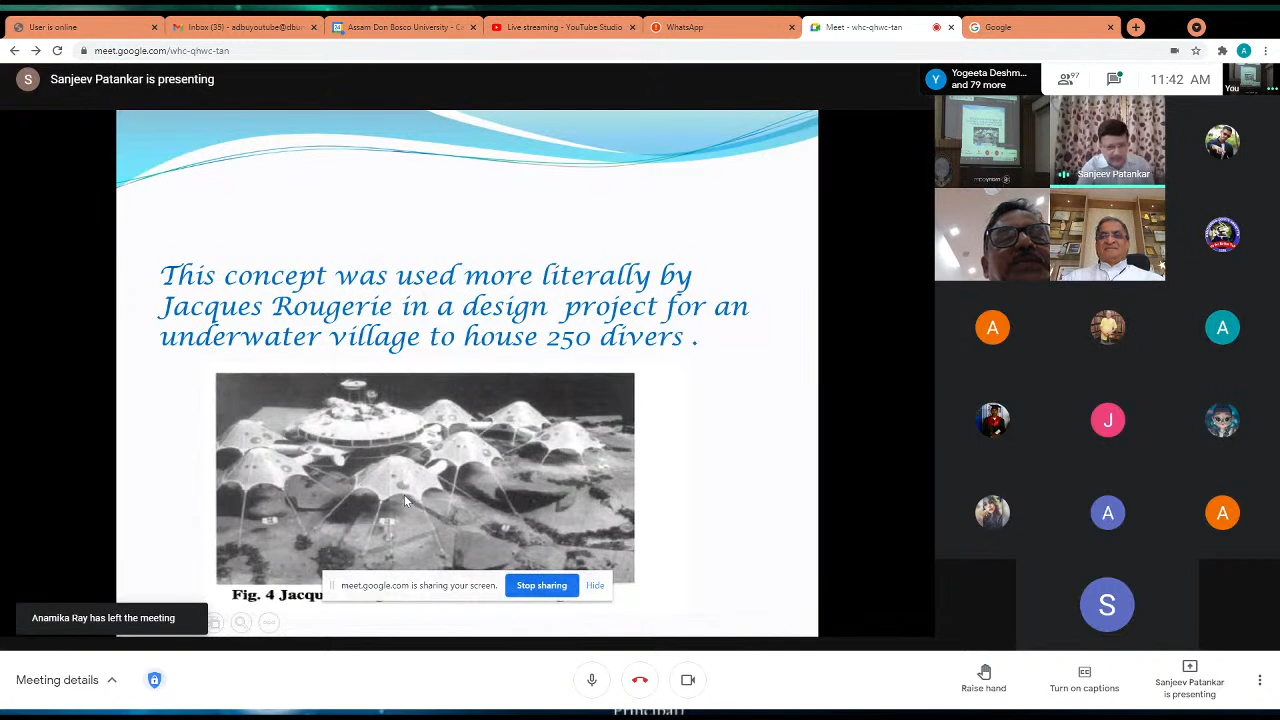 User is online
Inbox (35) - adbuyoutube@dbun
Assam Don Bosco University - Ca
Live streaming - YouTube Studio
WhatsApp
Meet - whc-qhwc-tan
Google
meet.google.com/whc-qhwc-tan
A
S
Sanjeev Patankar is presenting
Y
Yogeeta Deshm...
and 79 more
97
11:42 AM
You
This concept was used more literally by
Jacques Rougerie in a design project for an
underwater village to house 250 divers .
Fig. 4 Jacqu
meet.google.com is sharing your screen.
Stop sharing
Hide
Anamika Ray has left the meeting
Sanjeev Patankar
A
A
J
A
A
S
Meeting details
Raise hand
Turn on captions
Sanjeev Patankar
is presenting